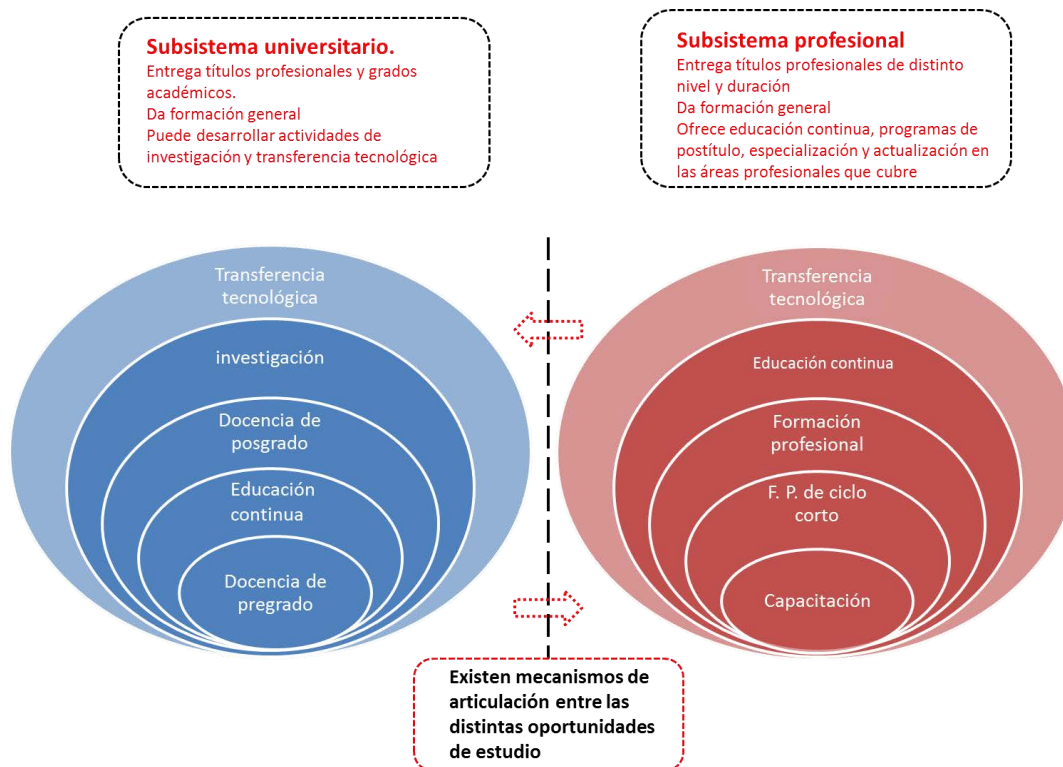 Subsistema universitario.
Entrega títulos profesionales y grados
académicos.
Da formación general
Puede desarrollar actividades de
investigación y transferencia tecnológica
Subsistema profesional
Entrega títulos profesionales de distinto
nivel y duración
Da formación general
Ofrece educación continua, programas de
postítulo, especialización y actualización en
las áreas profesionales que cubre
Transferencia
tecnológica
investigación
Docencia de
posgrado
Educación
continua
Docencia de
pregrado
Transferencia
tecnológica
Educación continua
Formación
profesional
F. P. de ciclo
corto
Capacitación
Existen mecanismos de
articulación entre las
distintas oportunidades
de estudio